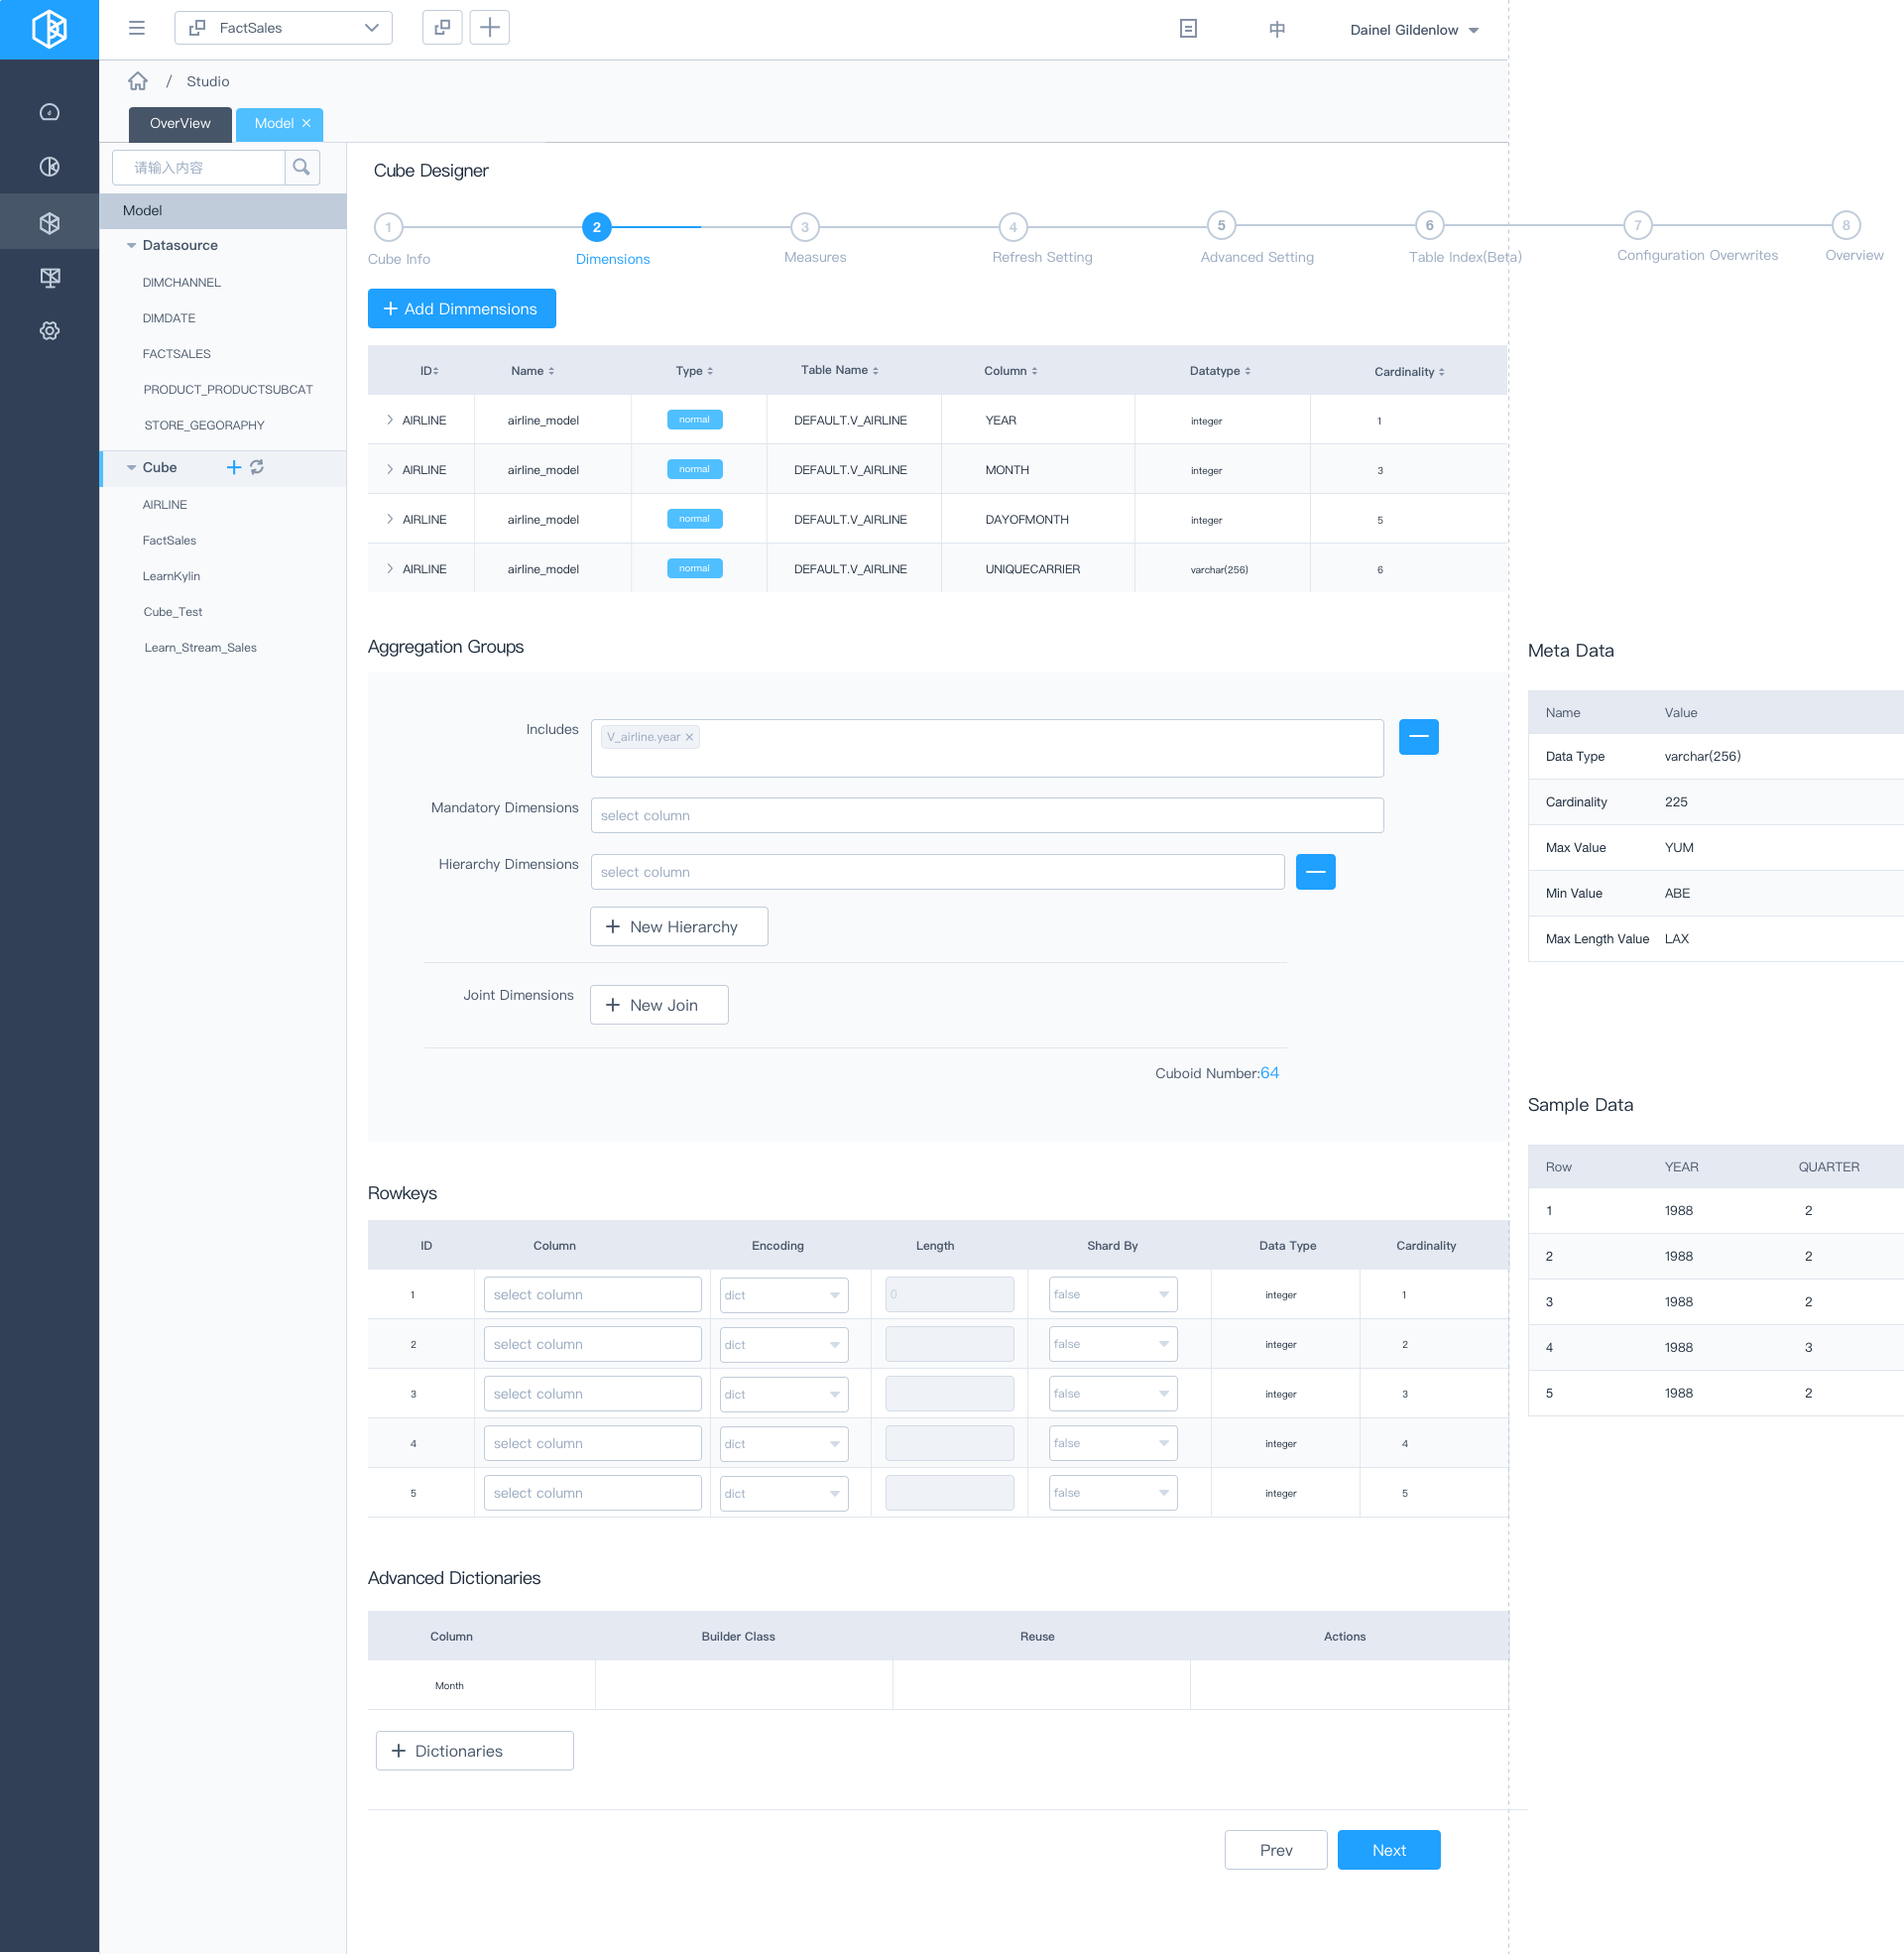 FactSales
中
Dainel Gildenlow
/ Studio
OverView
Model ×
请输入内容
Model
Datasource
DIMCHANNEL
DIMDATE
FACTSALES
PRODUCT_PRODUCTSUBCAT
STORE_GEGORAPHY
Cube
AIRLINE
FactSales
LearnKylin
Cube_Test
Learn_Stream_Sales
Cube Designer
1 2 3 4 5 6 7 8
Cube Info Dimensions Measures Refresh Setting Advanced Setting Table Index(Beta) Configuration Overwrites Overview
+ Add Dimmensions
ID Name Type Table Name Column Datatype Cardinality
AIRLINE airline_model normal DEFAULT.V_AIRLINE YEAR integer 1
AIRLINE airline_model normal DEFAULT.V_AIRLINE MONTH integer 3
AIRLINE airline_model normal DEFAULT.V_AIRLINE DAYOFMONTH integer 5
AIRLINE airline_model normal DEFAULT.V_AIRLINE UNIQUECARRIER varchar(256) 6
Aggregation Groups
Includes V_airline.year ×
Mandatory Dimensions select column
Hierarchy Dimensions select column
+ New Hierarchy
Joint Dimensions + New Join
Cuboid Number:64
Rowkeys
ID Column Encoding Length Shard By Data Type Cardinality
1 select column dict 0 false integer 1
2 select column dict false integer 2
3 select column dict false integer 3
4 select column dict false integer 4
5 select column dict false integer 5
Advanced Dictionaries
Column Builder Class Reuse Actions
Month
+ Dictionaries
Prev Next
Meta Data
Name Value
Data Type varchar(256)
Cardinality 225
Max Value YUM
Min Value ABE
Max Length Value LAX
Sample Data
Row YEAR QUARTER
1 1988 2
2 1988 2
3 1988 2
4 1988 3
5 1988 2